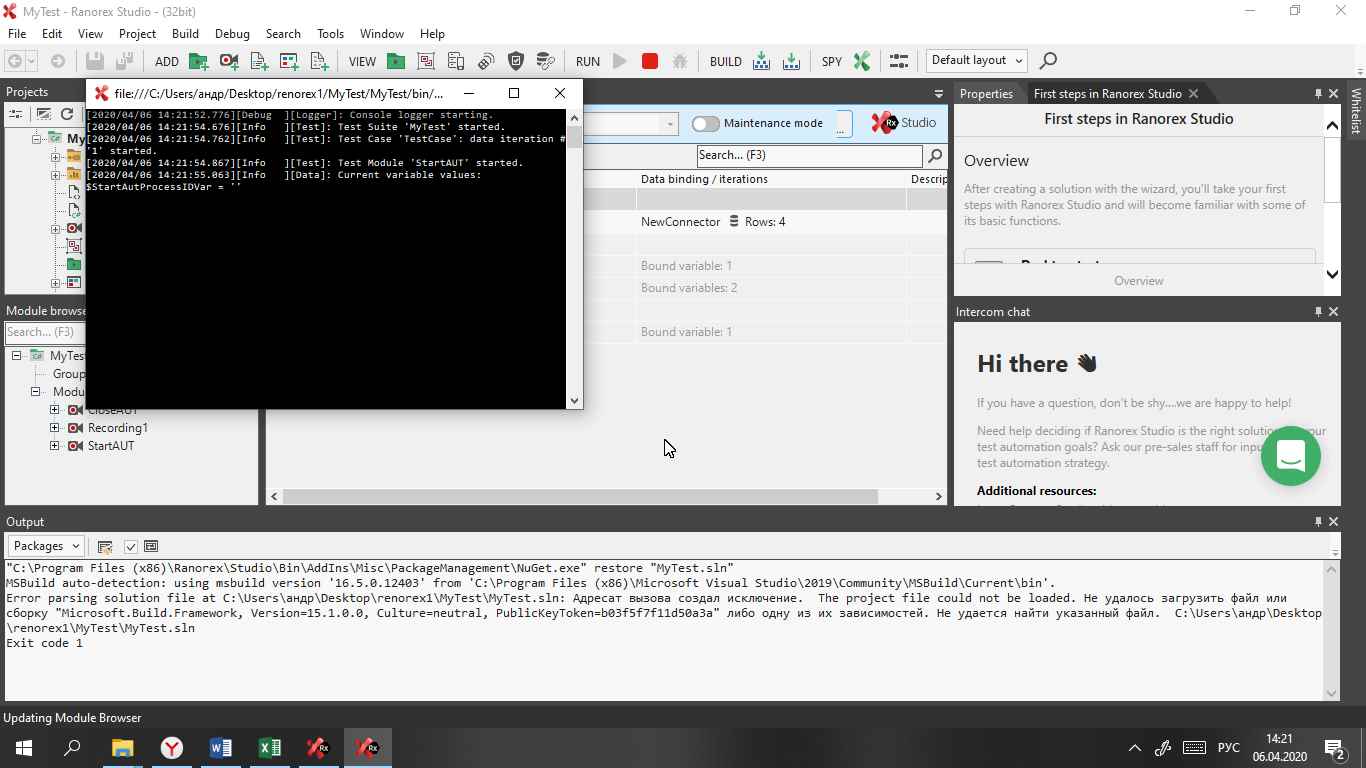 MyTest - Ranorex Studio - (32bit)
File Edit View Project Build Debug Search Tools Window Help
ADD VIEW RUN BUILD SPY Default layout
Projects
file:///C:/Users/андр/Desktop/renorex1/MyTest/MyTest/bin/...
[2020/04/06 14:21:52.776][Debug ][Logger]: Console logger starting.
[2020/04/06 14:21:54.676][Info ][Test]: Test Suite 'MyTest' started.
[2020/04/06 14:21:54.762][Info ][Test]: Test Case 'TestCase': data iteration #
'1' started.
[2020/04/06 14:21:54.867][Info ][Test]: Test Module 'StartAUT' started.
[2020/04/06 14:21:55.063][Info ][Data]: Current variable values:
$StartAutProcessIDVar = ''
My
Maintenance mode ... Rx Studio
Search... (F3)
Data binding / iterations Descrip
NewConnector Rows: 4
Bound variable: 1
Bound variables: 2
Bound variable: 1
Properties First steps in Ranorex Studio
Whitelist
First steps in Ranorex Studio
Overview
After creating a solution with the wizard, you'll take your first
steps with Ranorex Studio and will become familiar with some of
its basic functions.
Overview
Module browse
Search... (F3)
MyTes
Group
Modu
CloseAUT
Recording1
StartAUT
Intercom chat
Hi there
If you have a question, don't be shy....we are happy to help!
Need help deciding if Ranorex Studio is the right solutio your
test automation goals? Ask our pre-sales staff for inpu
test automation strategy.
Additional resources:
Output
Packages
"C:\Program Files (x86)\Ranorex\Studio\Bin\AddIns\Misc\PackageManagement\NuGet.exe" restore "MyTest.sln"
MSBuild auto-detection: using msbuild version '16.5.0.12403' from 'C:\Program Files (x86)\Microsoft Visual Studio\2019\Community\MSBuild\Current\bin'.
Error parsing solution file at C:\Users\андр\Desktop\renorex1\MyTest\MyTest.sln: Адресат вызова создал исключение. The project file could not be loaded. Не удалось загрузить файл или
сборку "Microsoft.Build.Framework, Version=15.1.0.0, Culture=neutral, PublicKeyToken=b03f5f7f11d50a3a" либо одну из их зависимостей. Не удается найти указанный файл. C:\Users\андр\Desktop
\renorex1\MyTest\MyTest.sln
Exit code 1
Updating Module Browser
РУС
14:21
06.04.2020
2